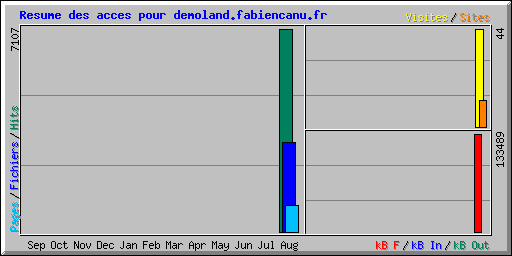 Resume des acces pour demoland.fabiencanu.fr
Visites/Sites
7107
44
Pages/Fichiers/Hits
133489
Sep Oct Nov Dec Jan Feb Mar Apr May Jun Jul Aug
kB F/kB In/kB Out